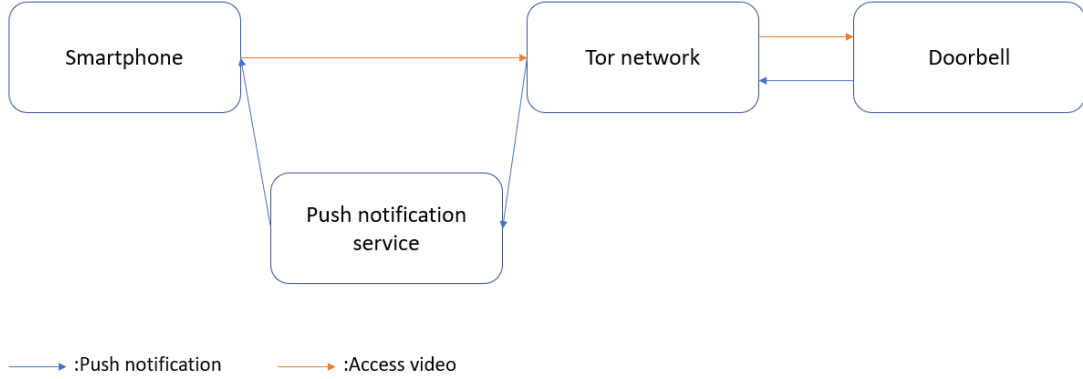 Smartphone
Tor network
Doorbell
Push notification
service
:Push notification
:Access video